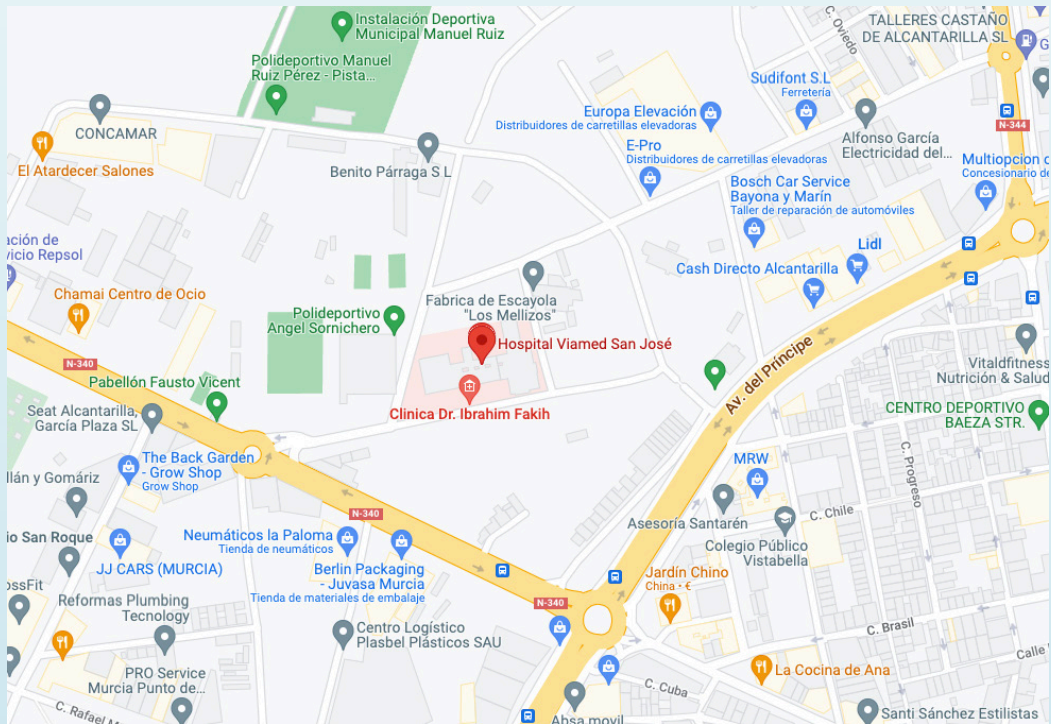 Instalación Deportiva
Municipal Manuel Ruiz
TALLERES CASTAÑO
DE ALCANTARILLA SL
C. Oviedo
G
Polideportivo Manuel
Ruiz Pérez - Pista...
Sudifont S.L
Ferretería
Europa Elevación
Distribuidores de carretillas elevadoras
CONCAMAR
N-344
Alfonso García
Electricidad del...
E-Pro
Distribuidores de carretillas elevadoras
El Atardecer Salones
Benito Párraga S L
Multiopcion c
Concesionario de
Bosch Car Service
Bayona y Marín
Taller de reparación de automóviles
ación de
vicio Repsol
Lidl
Cash Directo Alcantarilla
Chamai Centro de Ocio
Fabrica de Escayola
"Los Mellizos"
Polideportivo
Angel Sornichero
Hospital Viamed San José
N-340
Av. del Príncipe
Vitaldfitness
Nutrición & Salud
Pabellón Fausto Vicent
Clinica Dr. Ibrahim Fakih
Seat Alcantarilla,
García Plaza SL
CENTRO DEPORTIVO
BAEZA STR.
The Back Garden
- Grow Shop
Grow Shop
MRW
C. Progreso
llán y Gomáriz
N-340
C. Chile
Asesoría Santarén
Neumáticos la Paloma
Tienda de neumáticos
io San Roque
Colegio Público
Vistabella
JJ CARS (MURCIA)
Berlin Packaging
- Juvasa Murcia
Tienda de materiales de embalaje
Jardín Chino
China · €
ossFit
Reformas Plumbing
Tecnology
N-340
C. Brasil
Centro Logístico
Plasbel Plásticos SAU
Calle
La Cocina de Ana
PRO Service
Murcia Punto de...
C. Cuba
C. Rafael M
Absa movil
Santi Sánchez Estilistas